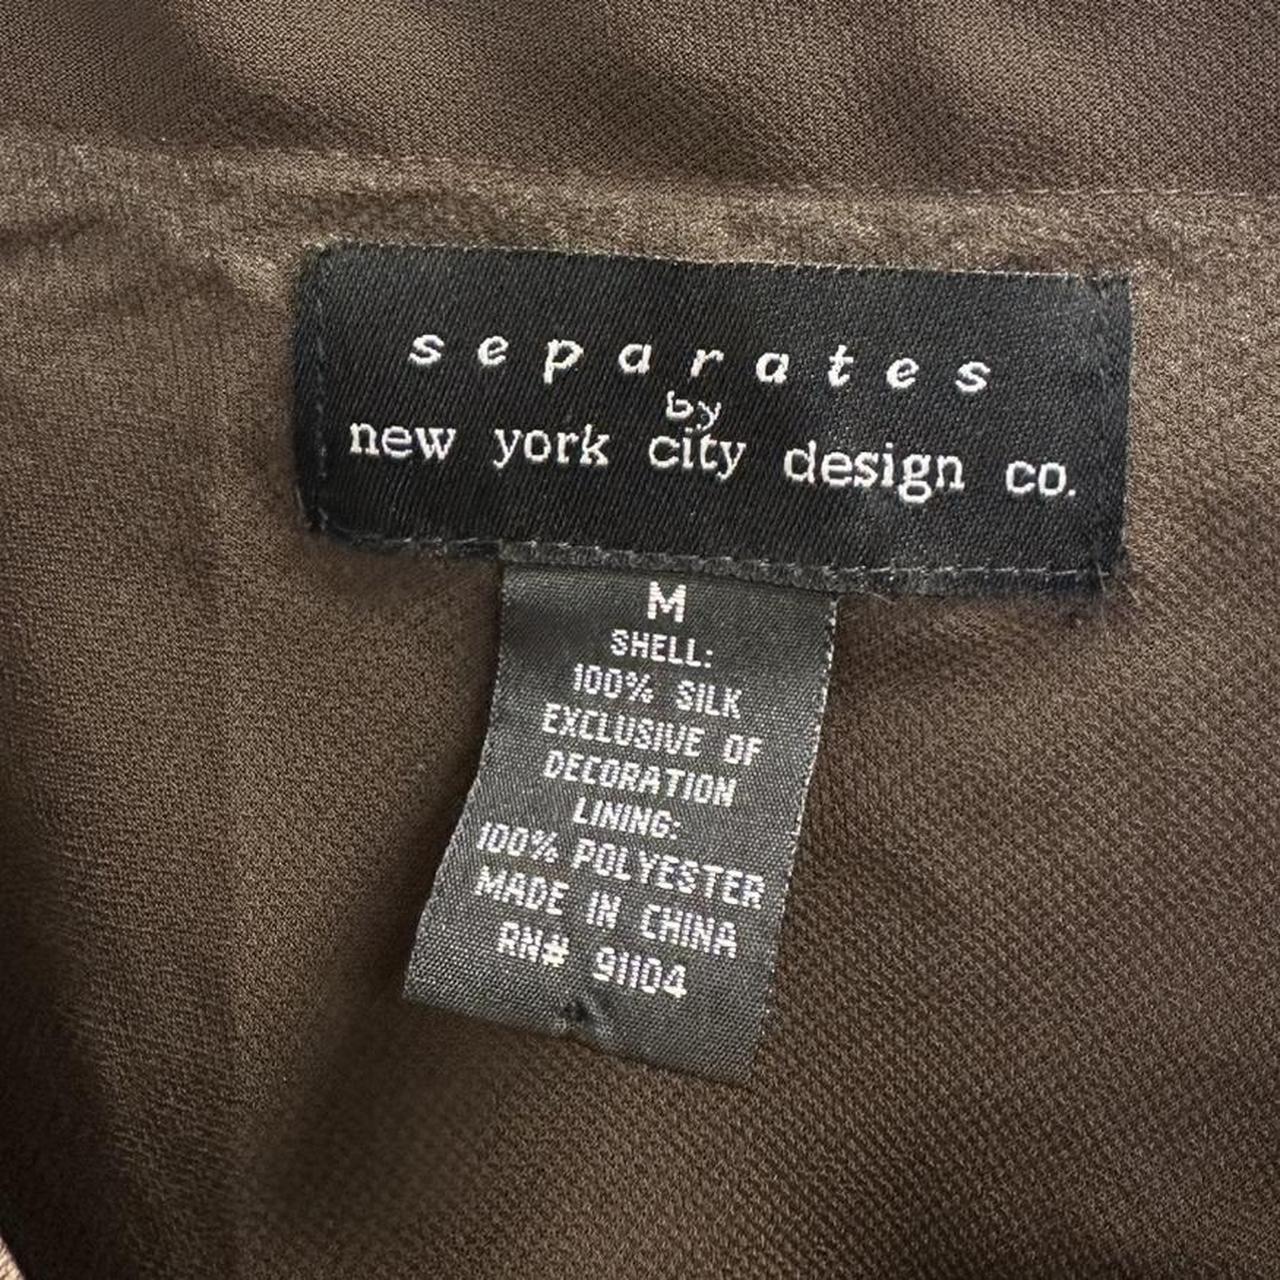 separates
by
new york city design co.
M
SHELL:
100% SILK
EXCLUSIVE OF
DECORATION
LINING:
100% POLYESTER
MADE IN CHINA
RN# 91104